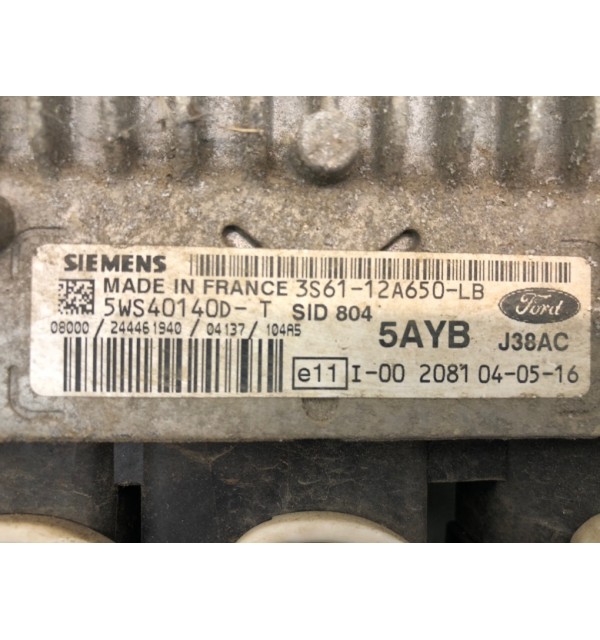 SIEMENS
MADE IN FRANCE 3S61-12A650-LB
5WS40140D- T SID 804
Ford
08000 / 244461940 / 04137 / 104A5
5AYB J38AC
e11 I-00 2081 04-05-16